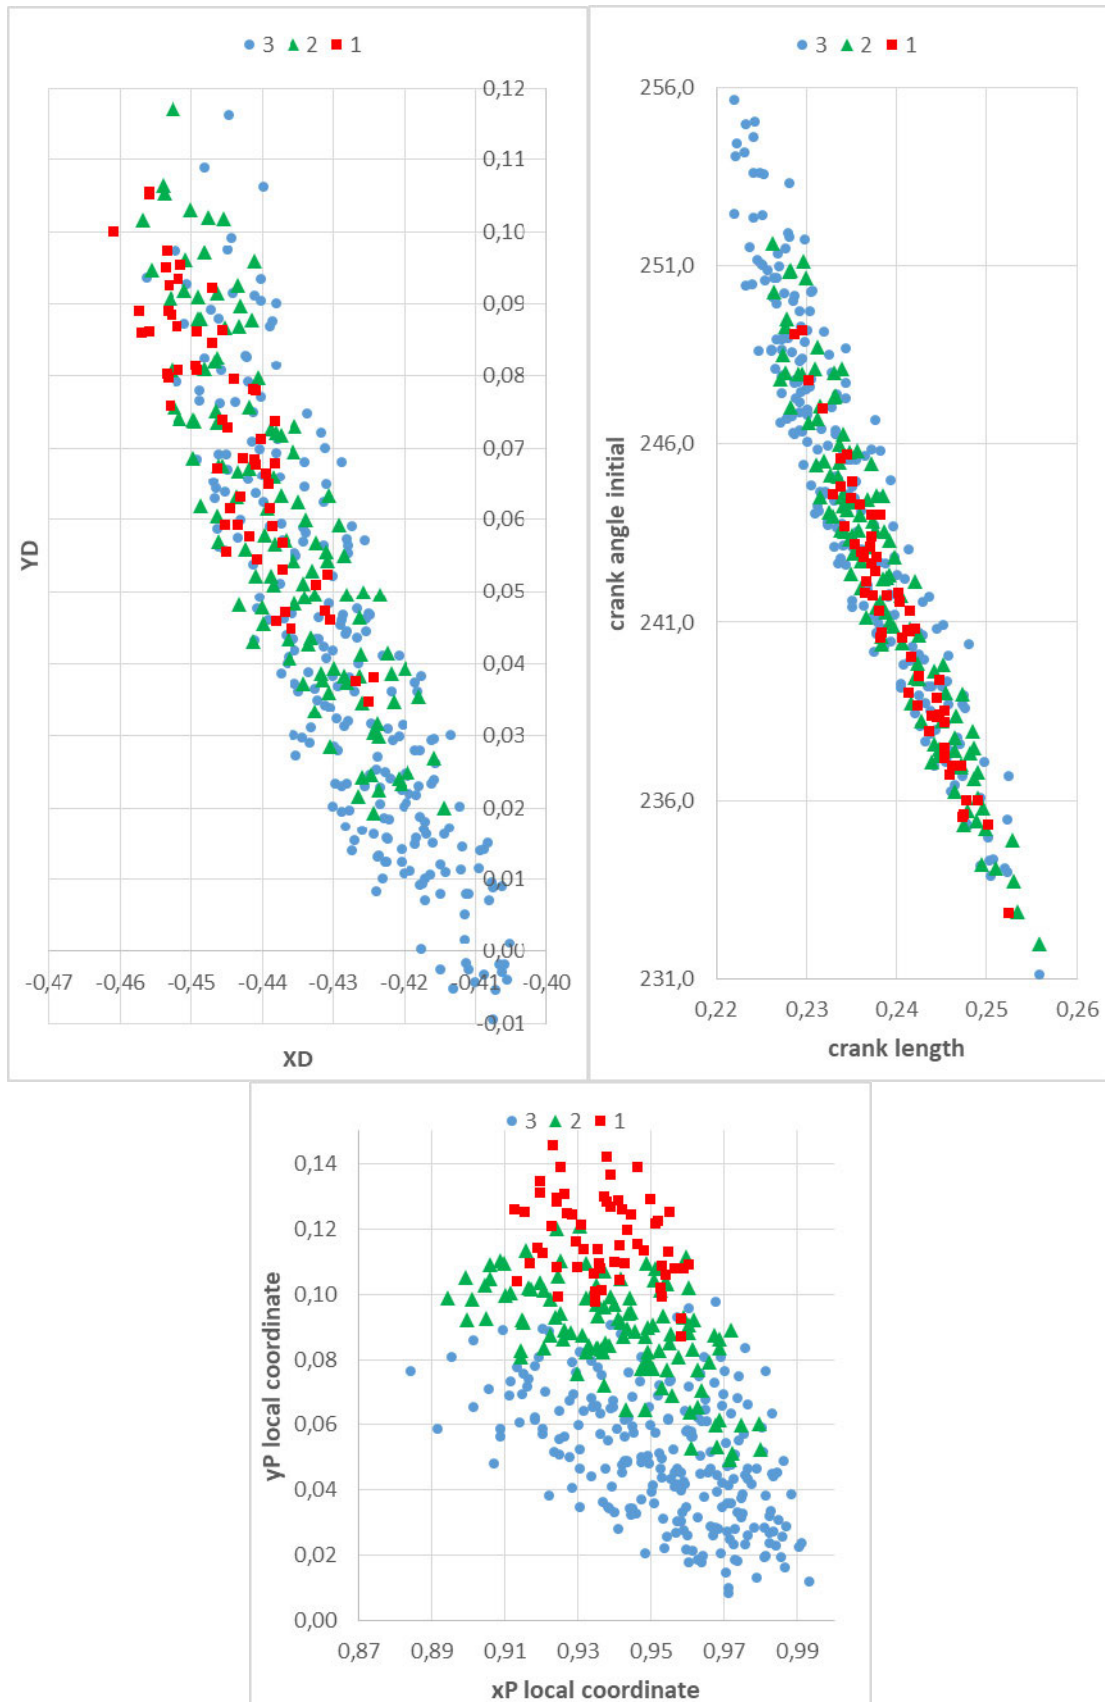 3 2 1
0,12
0,11
0,10
0,09
0,08
0,07
0,06
0,05
0,04
0,03
0,02
0,01
0,00
-0,01
-0,47 -0,46 -0,45 -0,44 -0,43 -0,42 -0,41 -0,40
YD
XD
3 2 1
256,0
251,0
246,0
241,0
236,0
231,0
0,22 0,23 0,24 0,25 0,26
crank angle initial
crank length
3 2 1
0,14
0,12
0,10
0,08
0,06
0,04
0,02
0,00
0,87 0,89 0,91 0,93 0,95 0,97 0,99
yP local coordinate
xP local coordinate